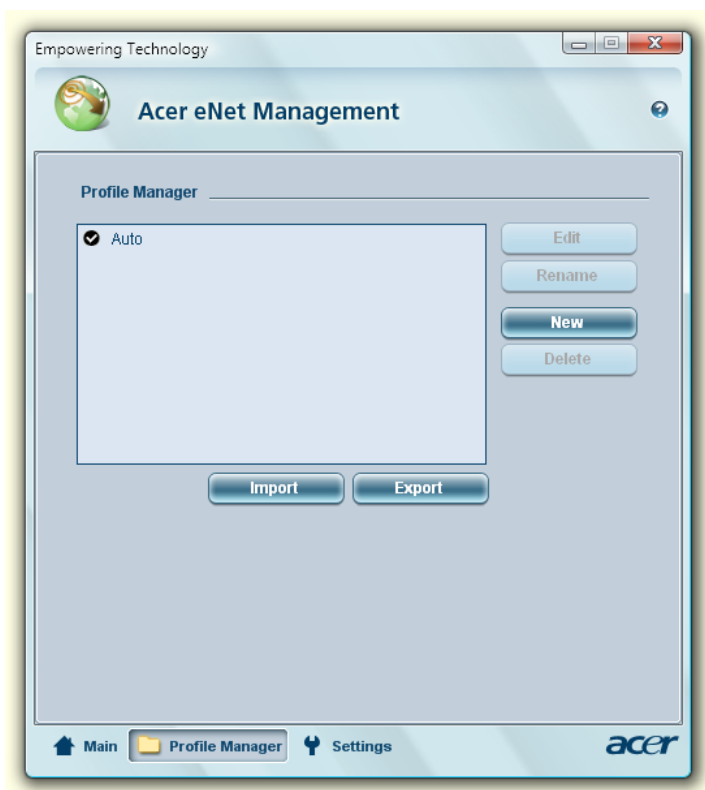 Empowering Technology
Acer eNet Management
Profile Manager
Auto
Edit
Rename
New
Delete
Import Export
Main Profile Manager Settings acer